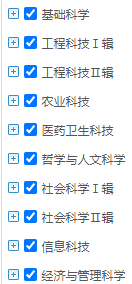 基础科学
工程科技Ⅰ辑
工程科技Ⅱ辑
农业科技
医药卫生科技
哲学与人文科学
社会科学Ⅰ辑
社会科学Ⅱ辑
信息科技
经济与管理科学